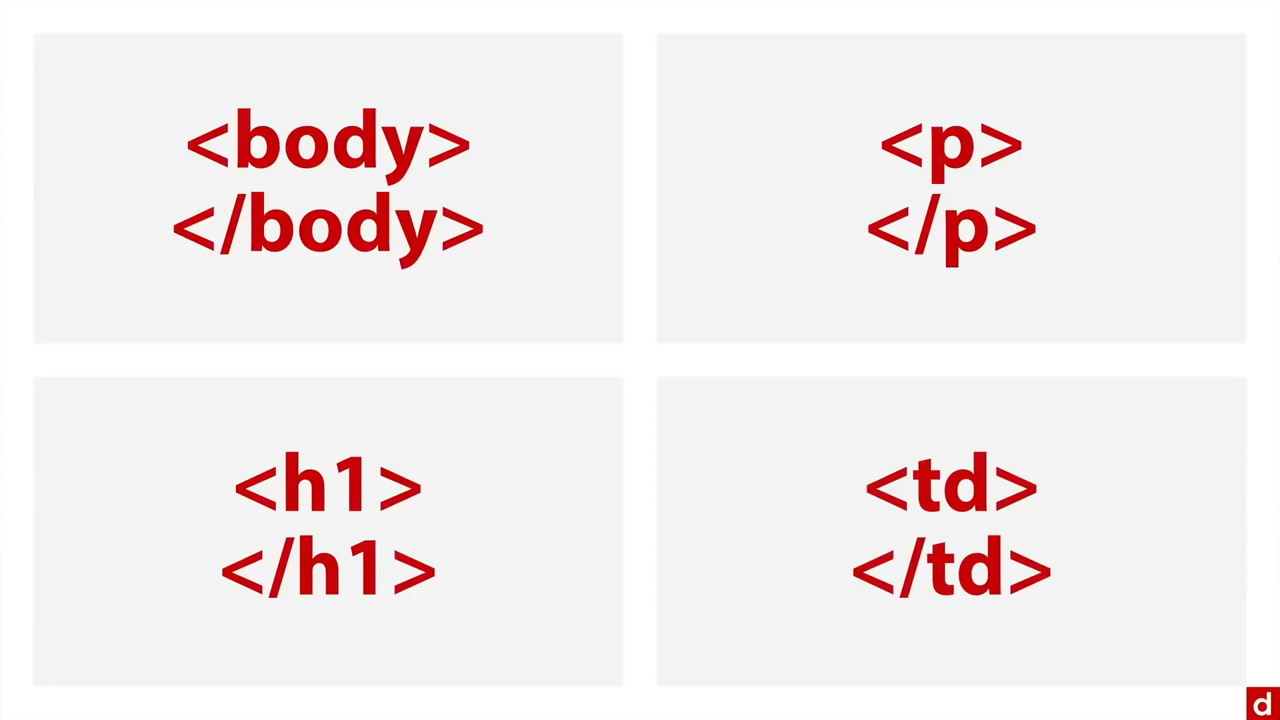 <body>
</body>
<p>
</p>
<h1>
</h1>
<td>
</td>
d